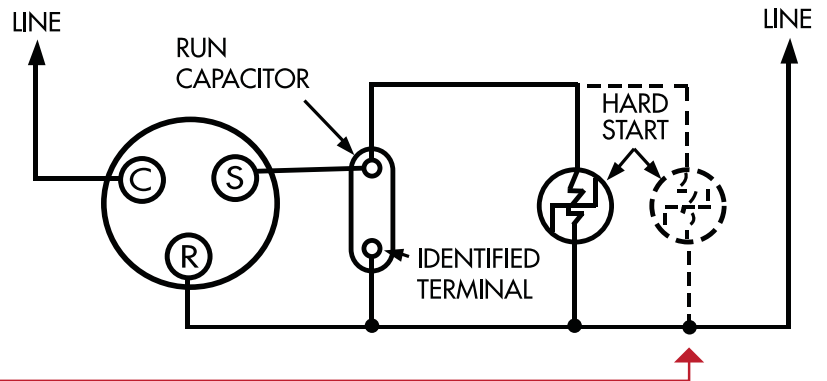 LINE
LINE
RUN
CAPACITOR
HARD
START
C
S
R
IDENTIFIED
TERMINAL